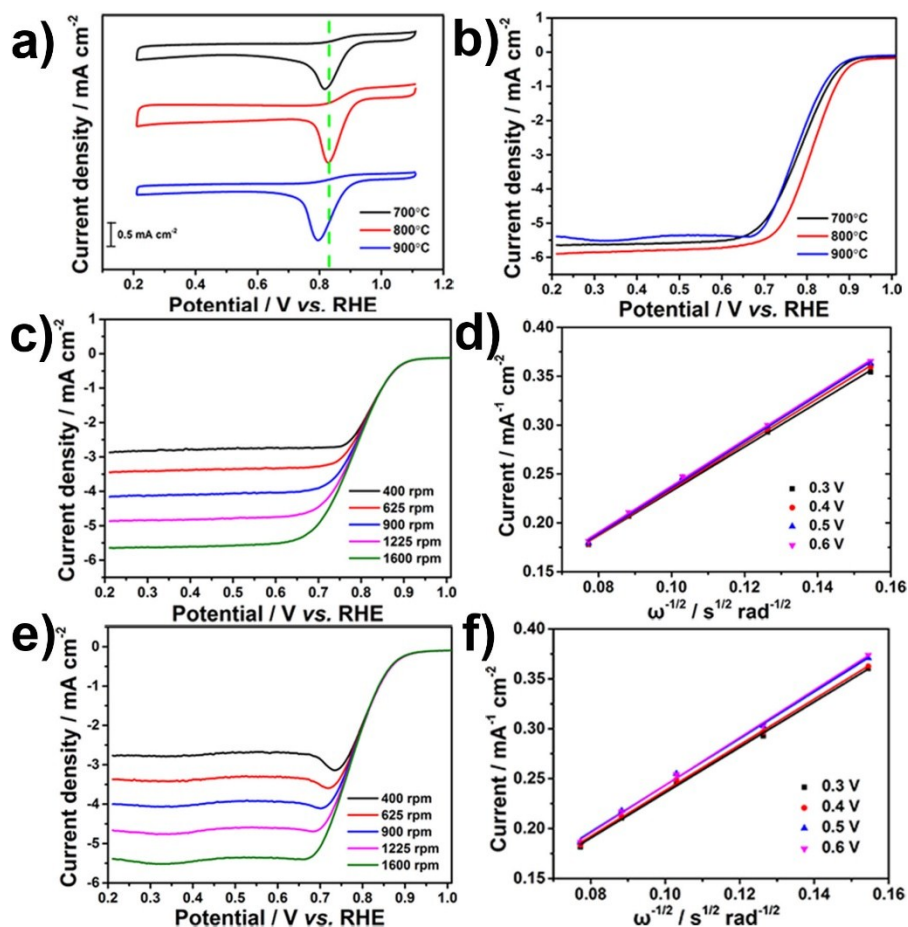 a)
Current density / mA cm⁻²
0.5 mA cm⁻²
700°C
800°C
900°C
0.2 0.4 0.6 0.8 1.0 1.2
Potential / V vs. RHE
b)
Current density / mA cm⁻²
1
0
-1
-2
-3
-4
-5
-6
700°C
800°C
900°C
0.2 0.3 0.4 0.5 0.6 0.7 0.8 0.9 1.0
Potential / V vs. RHE
c)
Current density / mA cm⁻²
1
0
-1
-2
-3
-4
-5
-6
400 rpm
625 rpm
900 rpm
1225 rpm
1600 rpm
0.2 0.3 0.4 0.5 0.6 0.7 0.8 0.9 1.0
Potential / V vs. RHE
d)
Current / mA⁻¹ cm⁻²
0.40
0.35
0.30
0.25
0.20
0.15
0.3 V
0.4 V
0.5 V
0.6 V
0.08 0.10 0.12 0.14 0.16
ω⁻¹/² / s¹/² rad⁻¹/²
e)
Current density / mA cm⁻²
1
0
-1
-2
-3
-4
-5
-6
400 rpm
625 rpm
900 rpm
1225 rpm
1600 rpm
0.2 0.3 0.4 0.5 0.6 0.7 0.8 0.9 1.0
Potential / V vs. RHE
f)
Current / mA⁻¹ cm⁻²
0.40
0.35
0.30
0.25
0.20
0.15
0.3 V
0.4 V
0.5 V
0.6 V
0.08 0.10 0.12 0.14 0.16
ω⁻¹/² / s¹/² rad⁻¹/²